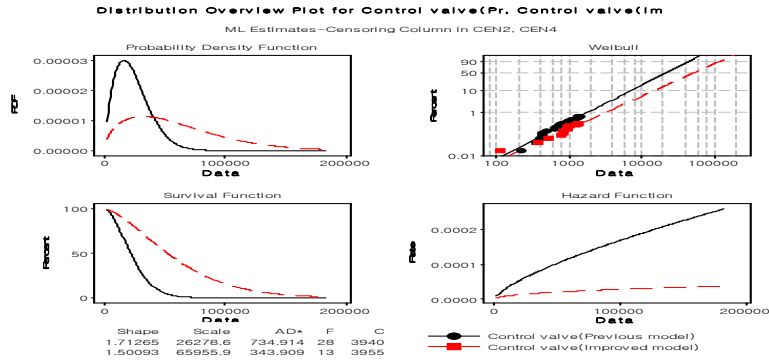 Distribution Overview Plot for Control valve(Pr, Control valve(Im
ML Estimates-Censoring Column in CEN2, CEN4
Probability Density Function
0.00003
0.00002
0.00001
0.00000
PDF
0
100000
200000
Data
Weibull
90
50
10
1
0.01
Percent
100
1000
10000
100000
Data
Survival Function
100
50
0
Percent
0
100000
200000
Data
Hazard Function
0.0002
0.0001
0.0000
Rate
0
100000
200000
Data
Shape Scale AD* F C
1.71265 26278.6 734.914 28 3940
1.50093 65955.9 343.909 13 3955
Control valve(Previous model)
Control valve(Improved model)